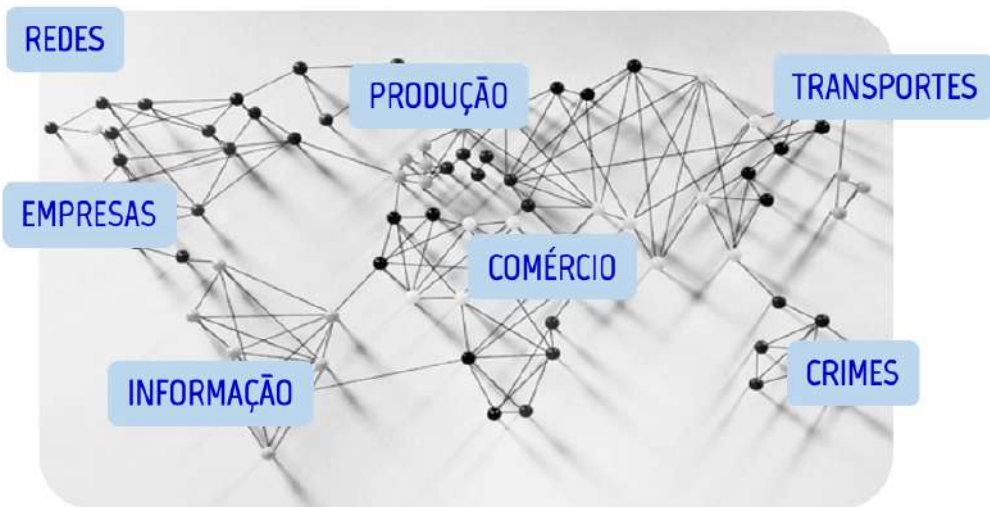 REDES
PRODUÇÃO
TRANSPORTES
EMPRESAS
COMÉRCIO
INFORMAÇÃO
CRIMES